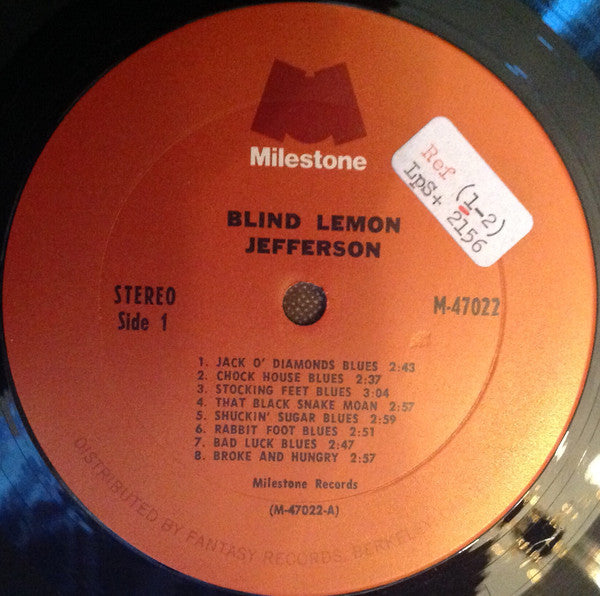 Milestone
Ref (1-2)
LpS+ 2156
BLIND LEMON
JEFFERSON
STEREO
Side 1
M-47022
1. JACK O' DIAMONDS BLUES 2:43
2. CHOCK HOUSE BLUES 2:37
3. STOCKING FEET BLUES 3:04
4. THAT BLACK SNAKE MOAN 2:57
5. SHUCKIN' SUGAR BLUES 2:59
6. RABBIT FOOT BLUES 2:51
7. BAD LUCK BLUES 2:47
8. BROKE AND HUNGRY 2:57
Milestone Records
(M-47022-A)
DISTRIBUTED BY FANTASY RECORDS, BERKELEY,